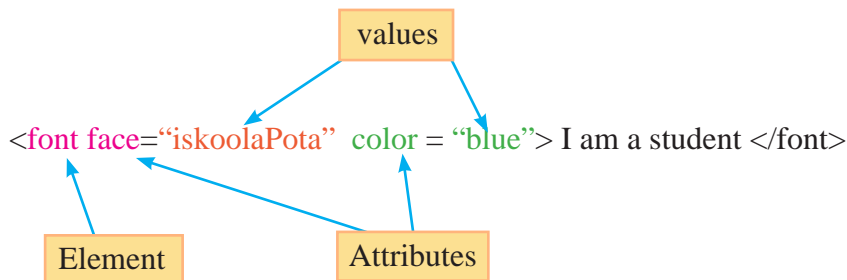 values
<font face=“iskoolaPota” color = “blue”> I am a student </font>
Element
Attributes